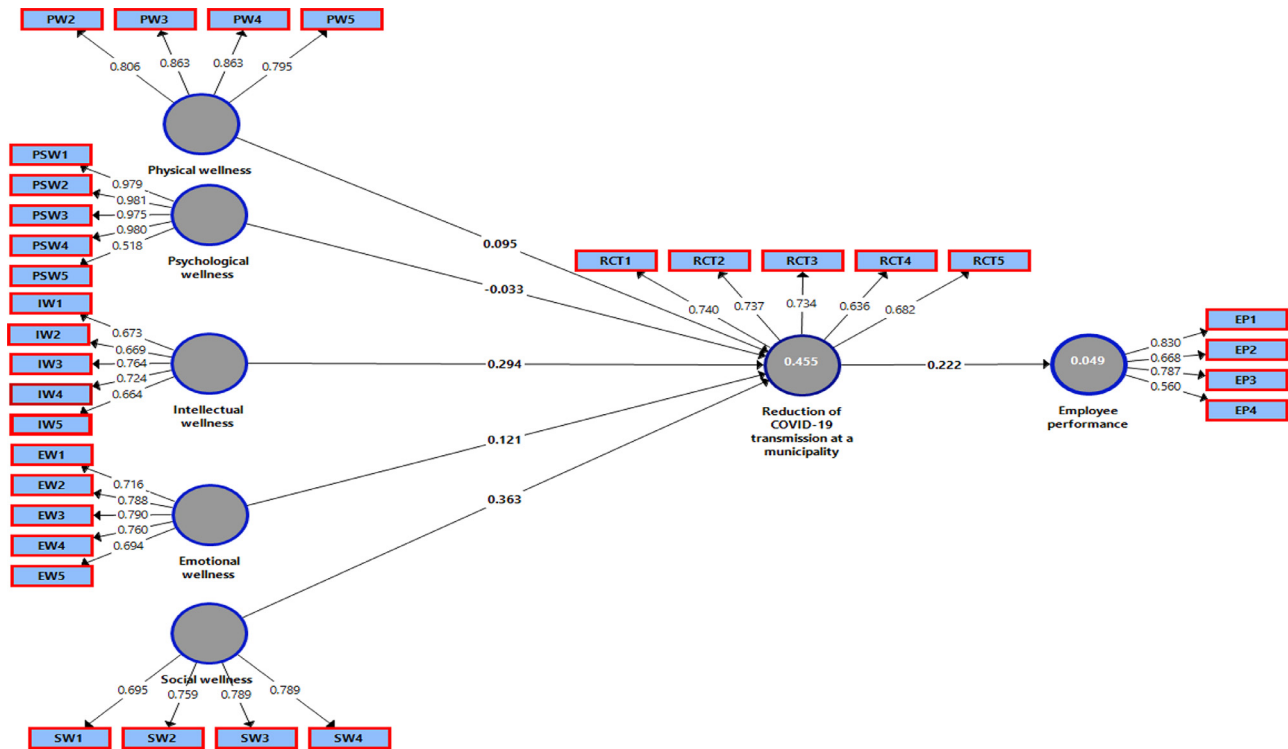 PW2
PW3
PW4
PW5
0.806
0.863
0.863
0.795
Physical wellness
PSW1
PSW2
PSW3
PSW4
PSW5
0.979
0.981
0.975
0.980
0.518
Psychological
wellness
IW1
IW2
IW3
IW4
IW5
0.673
0.669
0.764
0.724
0.664
Intellectual
wellness
EW1
EW2
EW3
EW4
EW5
0.716
0.788
0.790
0.760
0.694
Emotional
wellness
Social wellness
0.695
0.759
0.789
0.789
SW1
SW2
SW3
SW4
0.095
-0.033
0.294
0.121
0.363
RCT1
RCT2
RCT3
RCT4
RCT5
0.740
0.737
0.734
0.636
0.682
0.455
Reduction of
COVID-19
transmission at a
municipality
0.222
0.049
Employee
performance
0.830
0.668
0.787
0.560
EP1
EP2
EP3
EP4